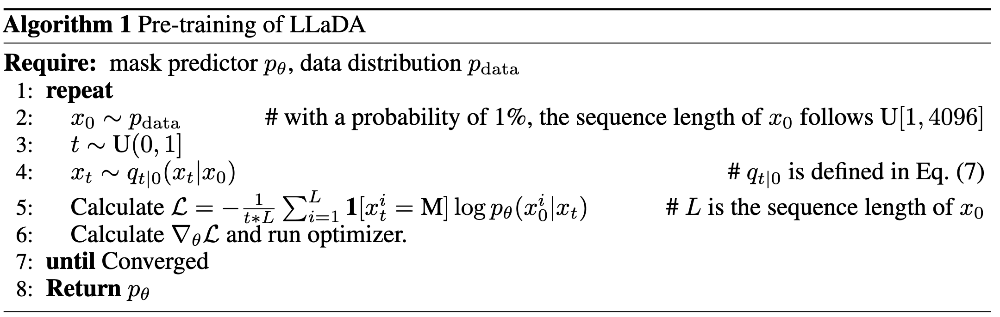 Algorithm 1 Pre-training of LLaDA
Require: mask predictor $p_\theta$, data distribution $p_{\text{data}}$
1: repeat
2: $x_0 \sim p_{\text{data}}$ # with a probability of 1%, the sequence length of $x_0$ follows $\text{U}[1, 4096]$
3: $t \sim \text{U}(0, 1]$
4: $x_t \sim q_{t|0}(x_t|x_0)$ # $q_{t|0}$ is defined in Eq. (7)
5: Calculate $\mathcal{L} = -\frac{1}{t*L} \sum_{i=1}^{L} \mathbf{1}[x_t^i = \mathbf{M}] \log p_\theta(x_0^i|x_t)$ # $L$ is the sequence length of $x_0$
6: Calculate $\nabla_\theta \mathcal{L}$ and run optimizer.
7: until Converged
8: Return $p_\theta$